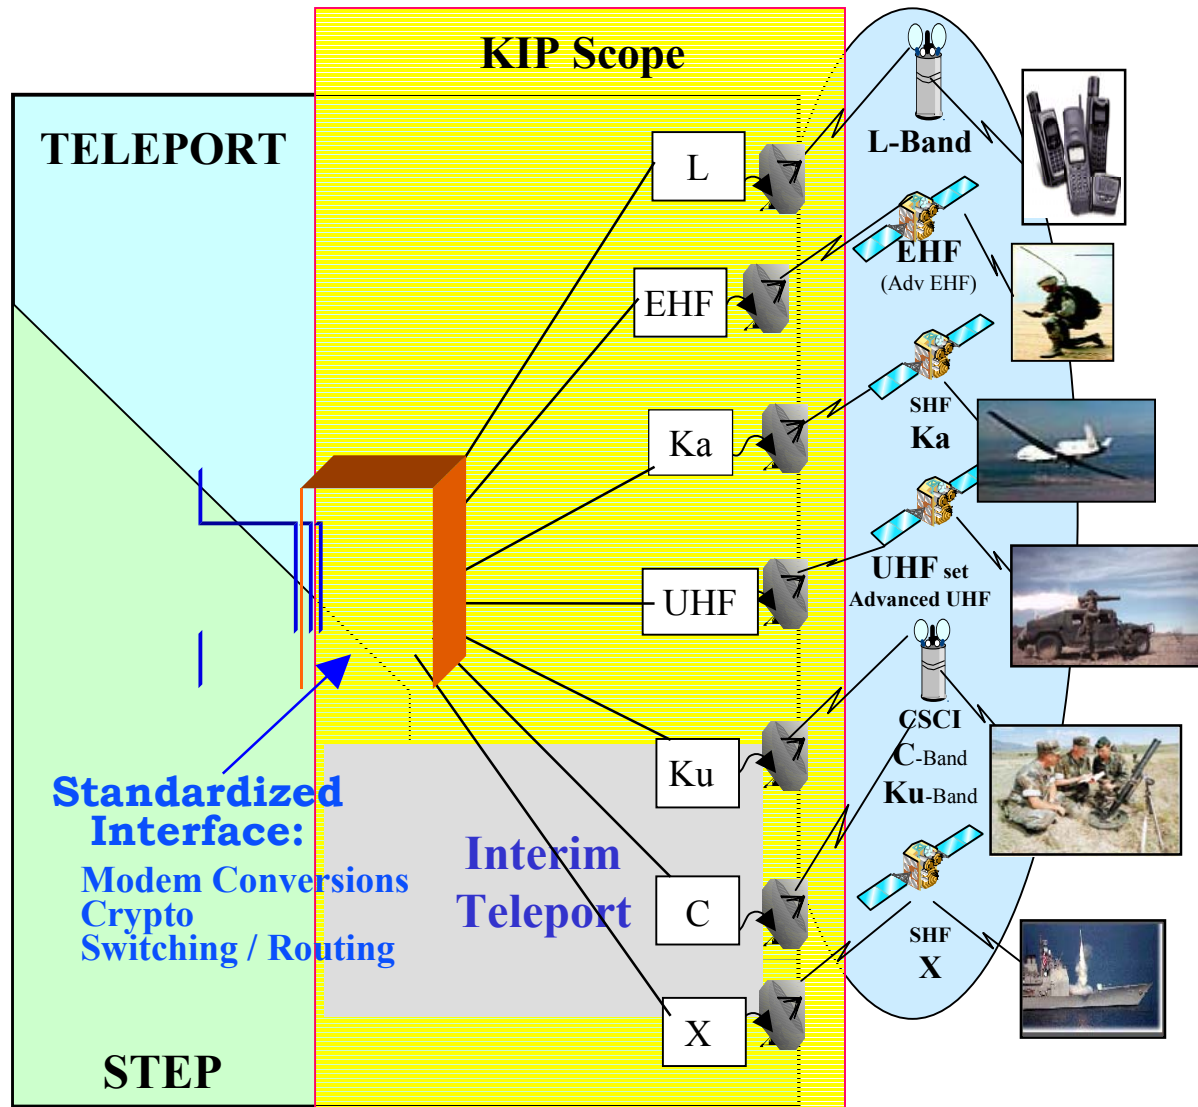 KIP Scope
TELEPORT
L
EHF
Ka
UHF
Ku
C
X
L-Band
EHF
(Adv EHF)
SHF
Ka
UHF set
Advanced UHF
CSCI
C-Band
Ku-Band
SHF
X
Standardized
Interface:
Modem Conversions
Crypto
Switching / Routing
Interim
Teleport
STEP